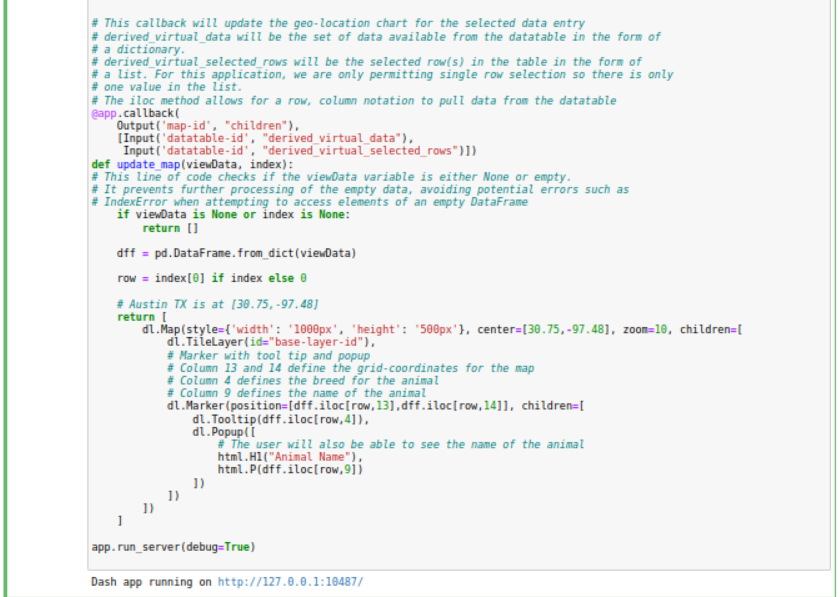 # This callback will update the geo-location chart for the selected data entry
# derived_virtual_data will be the set of data available from the datatable in the form of
# a dictionary.
# derived_virtual_selected_rows will be the selected row(s) in the table in the form of
# a list. For this application, we are only permitting single row selection so there is only
# one value in the list.
# The iloc method allows for a row, column notation to pull data from the datatable
@app.callback(
    Output('map-id', "children"),
    [Input('datatable-id', "derived_virtual_data"),
     Input('datatable-id', "derived_virtual_selected_rows")])
def update_map(viewData, index):
# This line of code checks if the viewData variable is either None or empty.
# It prevents further processing of the empty data, avoiding potential errors such as
# IndexError when attempting to access elements of an empty DataFrame
    if viewData is None or index is None:
        return []
    dff = pd.DataFrame.from_dict(viewData)
    row = index[0] if index else 0
    # Austin TX is at [30.75,-97.48]
    return [
        dl.Map(style={'width': '1000px', 'height': '500px'}, center=[30.75,-97.48], zoom=10, children=[
            dl.TileLayer(id="base-layer-id"),
            # Marker with tool tip and popup
            # Column 13 and 14 define the grid-coordinates for the map
            # Column 4 defines the breed for the animal
            # Column 9 defines the name of the animal
            dl.Marker(position=[dff.iloc[row,13],dff.iloc[row,14]], children=[
                dl.Tooltip(dff.iloc[row,4]),
                dl.Popup([
                    # The user will also be able to see the name of the animal
                    html.H1("Animal Name"),
                    html.P(dff.iloc[row,9])
                ])
            ])
        ])
    ]
app.run_server(debug=True)
Dash app running on http://127.0.0.1:10487/